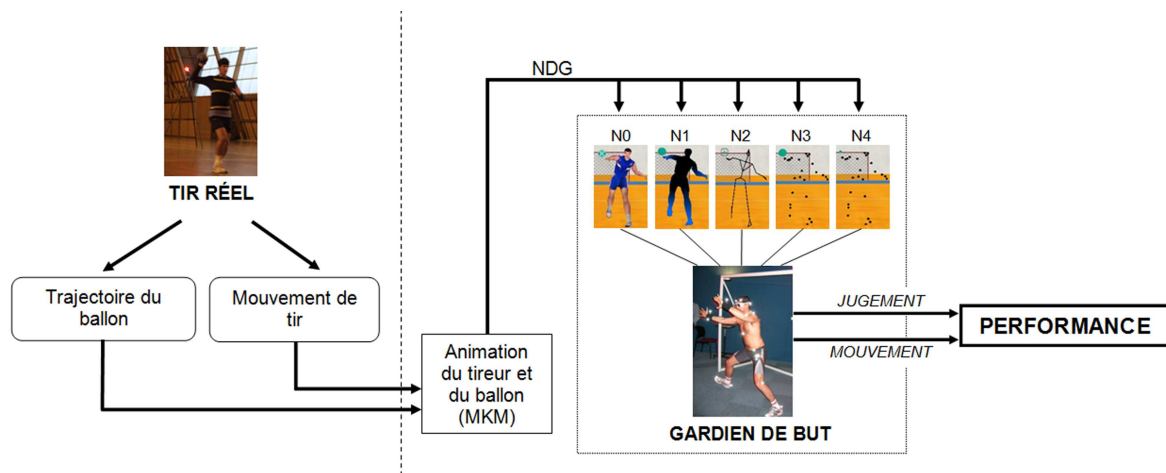 TIR RÉEL
Trajectoire du
ballon
Mouvement de
tir
Animation
du tireur et
du ballon
(MKM)
NDG
N0 N1 N2 N3 N4
GARDIEN DE BUT
JUGEMENT
MOUVEMENT
PERFORMANCE